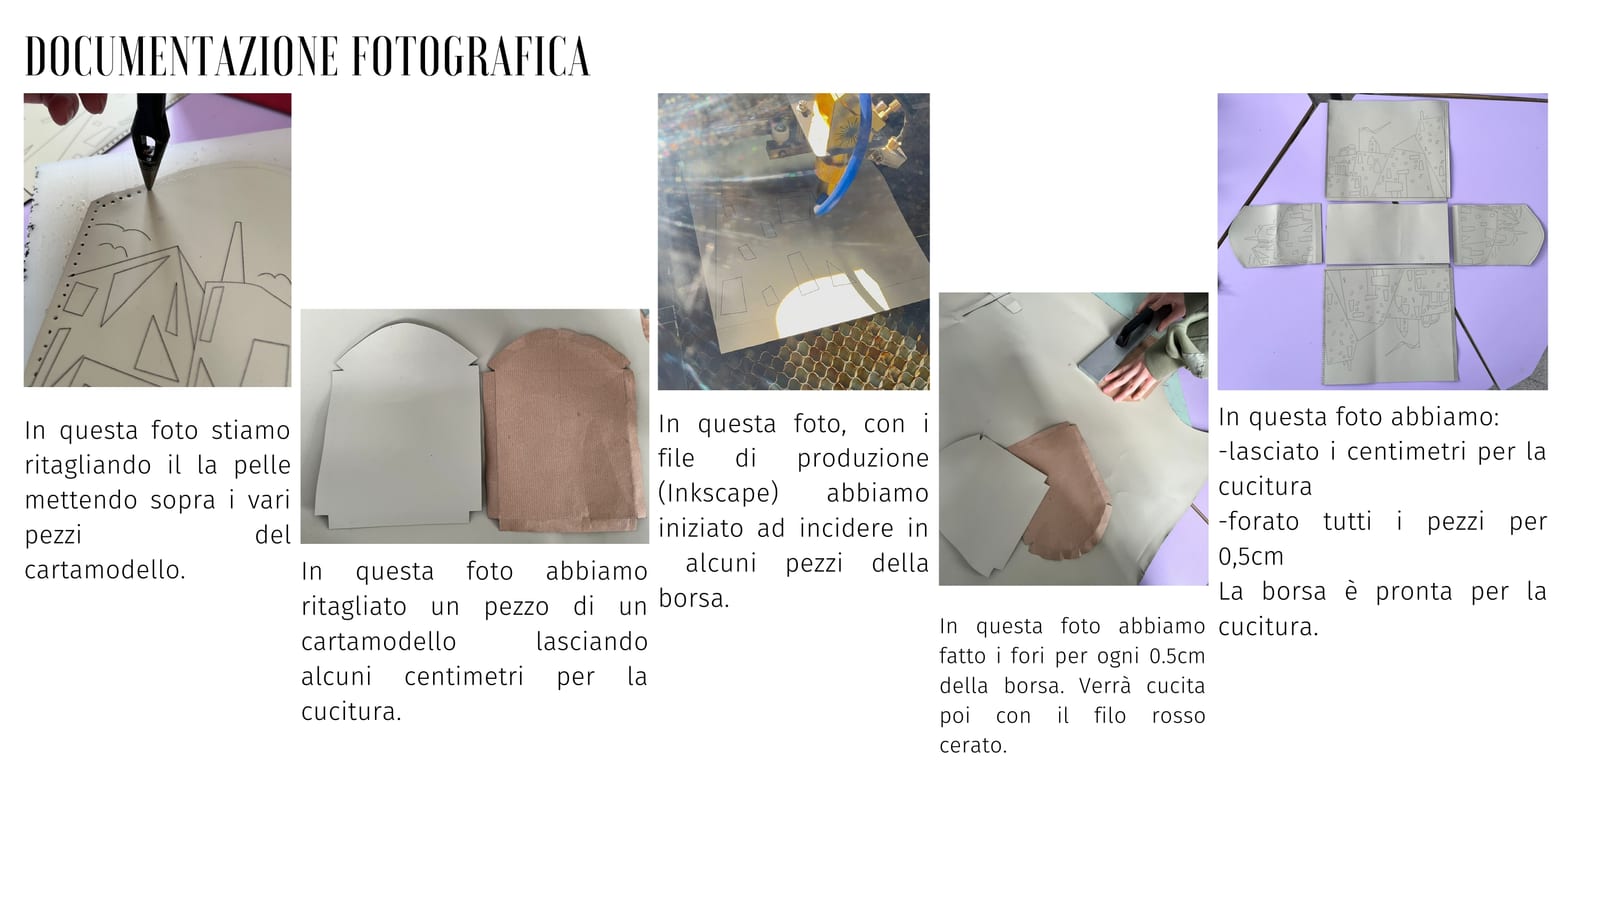 DOCUMENTAZIONE FOTOGRAFICA
In questa foto stiamo
ritagliando il la pelle
mettendo sopra i vari
pezzi del
cartamodello.
In questa foto abbiamo
ritagliato un pezzo di un
cartamodello lasciando
alcuni centimetri per la
cucitura.
In questa foto, con i
file di produzione
(Inkscape) abbiamo
iniziato ad incidere in
alcuni pezzi della
borsa.
In questa foto abbiamo
fatto i fori per ogni 0.5cm
della borsa. Verrà cucita
poi con il filo rosso
cerato.
In questa foto abbiamo:
-lasciato i centimetri per la
cucitura
-forato tutti i pezzi per
0,5cm
La borsa è pronta per la
cucitura.